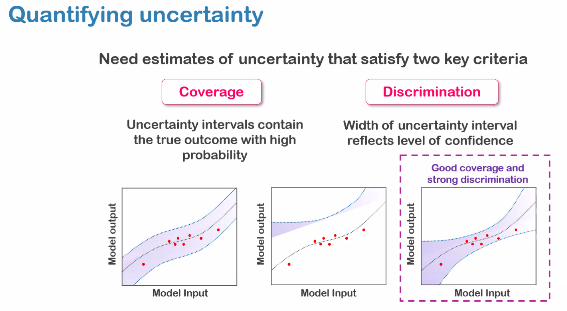 Quantifying uncertainty
Need estimates of uncertainty that satisfy two key criteria
Coverage
Discrimination
Uncertainty intervals contain
the true outcome with high
probability
Width of uncertainty interval
reflects level of confidence
Good coverage and
strong discrimination
Model output
Model Input
Model output
Model Input
Model output
Model Input